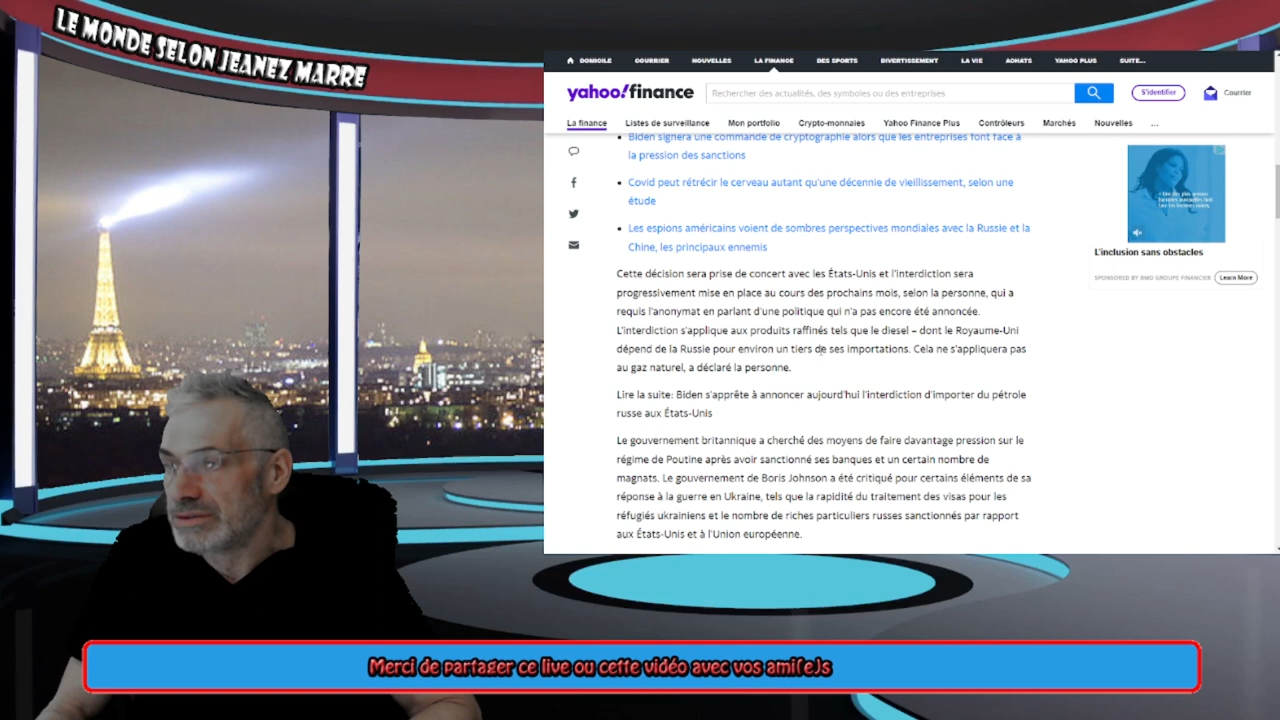 LE MONDE SELON JEANEZ MARRE
DOMICILE COURRIER NOUVELLES LA FINANCE DES SPORTS DIVERTISSEMENT LA VIE ACHATS YAHOO PLUS SUITE...
yahoo!finance Rechercher des actualités, des symboles ou des entreprises S'identifier Courrier
La finance Listes de surveillance Mon portfolio Crypto-monnaies Yahoo Finance Plus Contrôleurs Marchés Nouvelles ...
• Biden signera une commande de cryptographie alors que les entreprises font face à
la pression des sanctions
• Covid peut rétrécir le cerveau autant qu'une décennie de vieillissement, selon une
étude
• Les espions américains voient de sombres perspectives mondiales avec la Russie et la
Chine, les principaux ennemis
Cette décision sera prise de concert avec les États-Unis et l'interdiction sera
progressivement mise en place au cours des prochains mois, selon la personne, qui a
requis l'anonymat en parlant d'une politique qui n'a pas encore été annoncée.
L'interdiction s'applique aux produits raffinés tels que le diesel – dont le Royaume-Uni
dépend de la Russie pour environ un tiers de ses importations. Cela ne s'appliquera pas
au gaz naturel, a déclaré la personne.
Lire la suite: Biden s'apprête à annoncer aujourd'hui l'interdiction d'importer du pétrole
russe aux États-Unis
Le gouvernement britannique a cherché des moyens de faire davantage pression sur le
régime de Poutine après avoir sanctionné ses banques et un certain nombre de
magnats. Le gouvernement de Boris Johnson a été critiqué pour certains éléments de sa
réponse à la guerre en Ukraine, tels que la rapidité du traitement des visas pour les
réfugiés ukrainiens et le nombre de riches particuliers russes sanctionnés par rapport
aux États-Unis et à l'Union européenne.
L'inclusion sans obstacles
SPONSORED BY BMO GROUPE FINANCIER Learn More
Merci de partager ce live ou cette vidéo avec vos ami(e)s